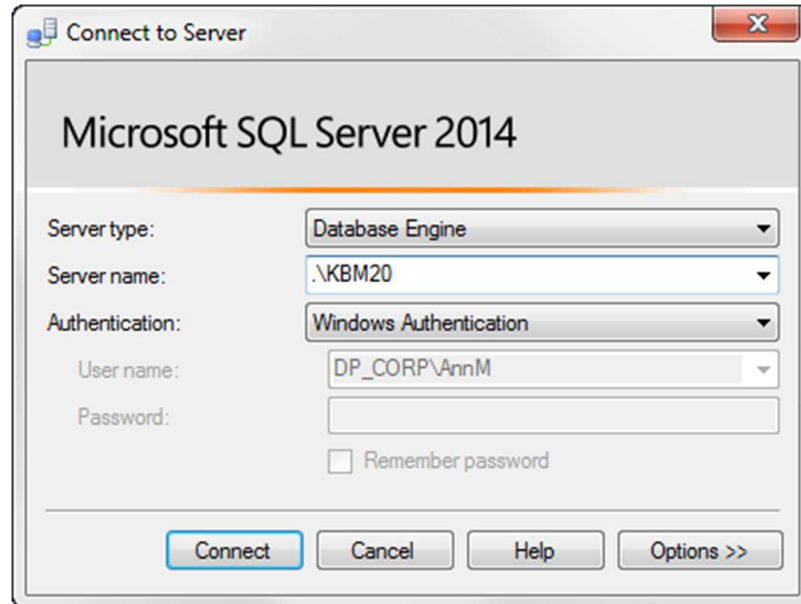 Connect to Server
Microsoft SQL Server 2014
Server type: Database Engine
Server name: .\KBM20
Authentication: Windows Authentication
User name: DP_CORP\AnnM
Password:
Remember password
Connect Cancel Help Options >>